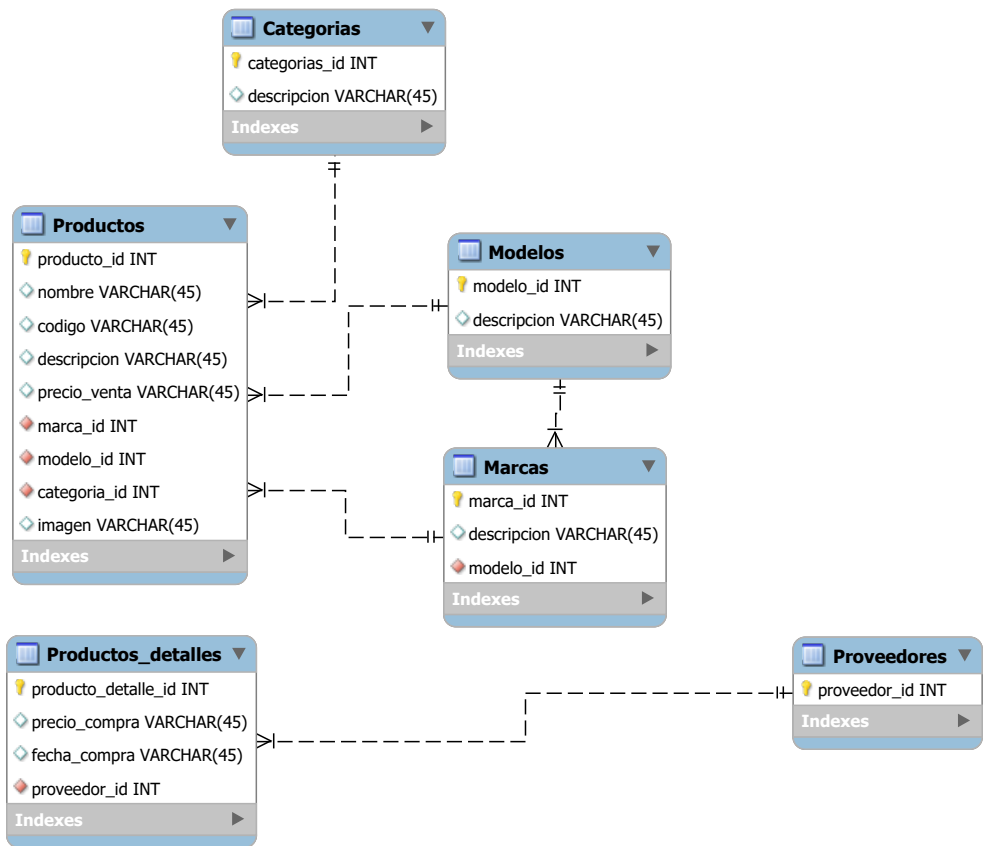 Categorias
categorias_id INT
descripcion VARCHAR(45)
Indexes
Productos
producto_id INT
nombre VARCHAR(45)
codigo VARCHAR(45)
descripcion VARCHAR(45)
precio_venta VARCHAR(45)
marca_id INT
modelo_id INT
categoria_id INT
imagen VARCHAR(45)
Indexes
Modelos
modelo_id INT
descripcion VARCHAR(45)
Indexes
Marcas
marca_id INT
descripcion VARCHAR(45)
modelo_id INT
Indexes
Productos_detalles
producto_detalle_id INT
precio_compra VARCHAR(45)
fecha_compra VARCHAR(45)
proveedor_id INT
Indexes
Proveedores
proveedor_id INT
Indexes